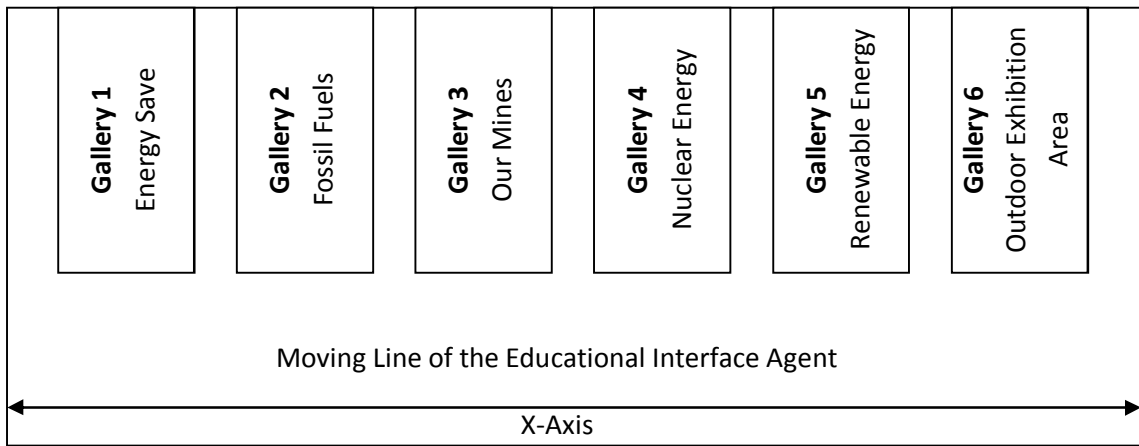 Gallery 1
Energy Save
Gallery 2
Fossil Fuels
Gallery 3
Our Mines
Gallery 4
Nuclear Energy
Gallery 5
Renewable Energy
Gallery 6
Outdoor Exhibition
Area
Moving Line of the Educational Interface Agent
X-Axis